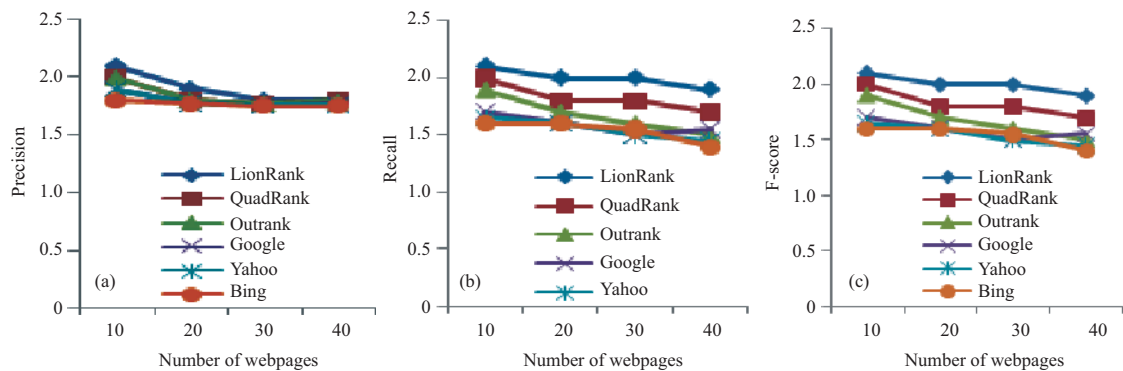 2.5
2.0
1.5
1.0
0.5
0
Precision
LionRank
QuadRank
Outrank
Google
Yahoo
Bing
(a)
10 20 30 40
Number of webpages
2.5
2.0
1.5
1.0
0.5
0
Recall
LionRank
QuadRank
Outrank
Google
Yahoo
(b)
10 20 30 40
Number of webpages
2.5
2.0
1.5
1.0
0.5
0
F-score
LionRank
QuadRank
Outrank
Google
Yahoo
Bing
(c)
10 20 30 40
Number of webpages